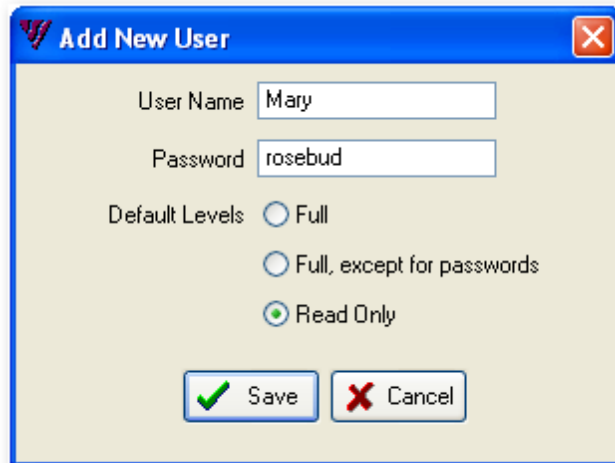 Add New User
User Name Mary
Password rosebud
Default Levels Full
Full, except for passwords
Read Only
Save Cancel